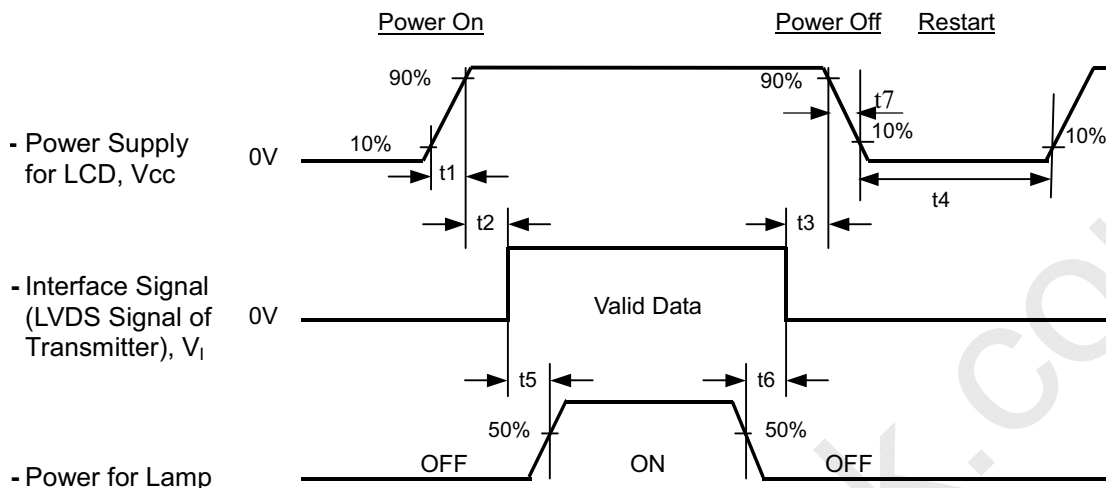 Power On
Power Off Restart
90%
90%
t7
10%
10%
10%
- Power Supply
for LCD, Vcc
0V
t1
t4
t2
t3
- Interface Signal
(LVDS Signal of
Transmitter), VI
0V
Valid Data
t5
t6
50%
50%
OFF
ON
OFF
- Power for Lamp